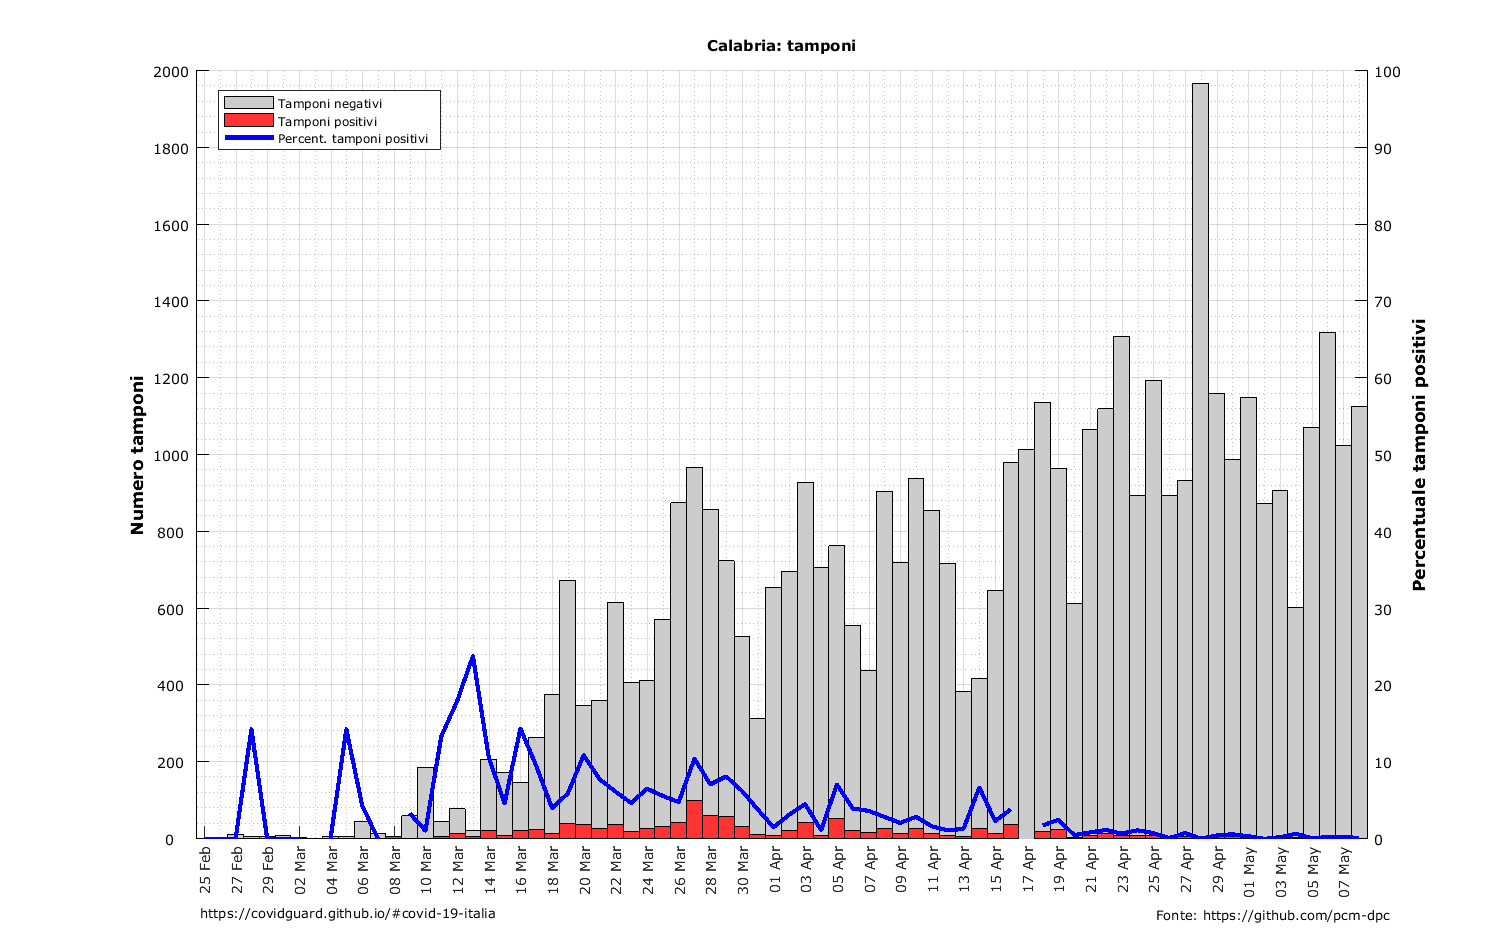 Calabria: tamponi
2000
1800
1600
1400
1200
1000
800
600
400
200
0
Numero tamponi
Tamponi negativi
Tamponi positivi
Percent. tamponi positivi
100
90
80
70
60
50
40
30
20
10
0
Percentuale tamponi positivi
25 Feb
27 Feb
29 Feb
02 Mar
04 Mar
06 Mar
08 Mar
10 Mar
12 Mar
14 Mar
16 Mar
18 Mar
20 Mar
22 Mar
24 Mar
26 Mar
28 Mar
30 Mar
01 Apr
03 Apr
05 Apr
07 Apr
09 Apr
11 Apr
13 Apr
15 Apr
17 Apr
19 Apr
21 Apr
23 Apr
25 Apr
27 Apr
29 Apr
01 May
03 May
05 May
07 May
https://covidguard.github.io/#covid-19-italia
Fonte: https://github.com/pcm-dpc